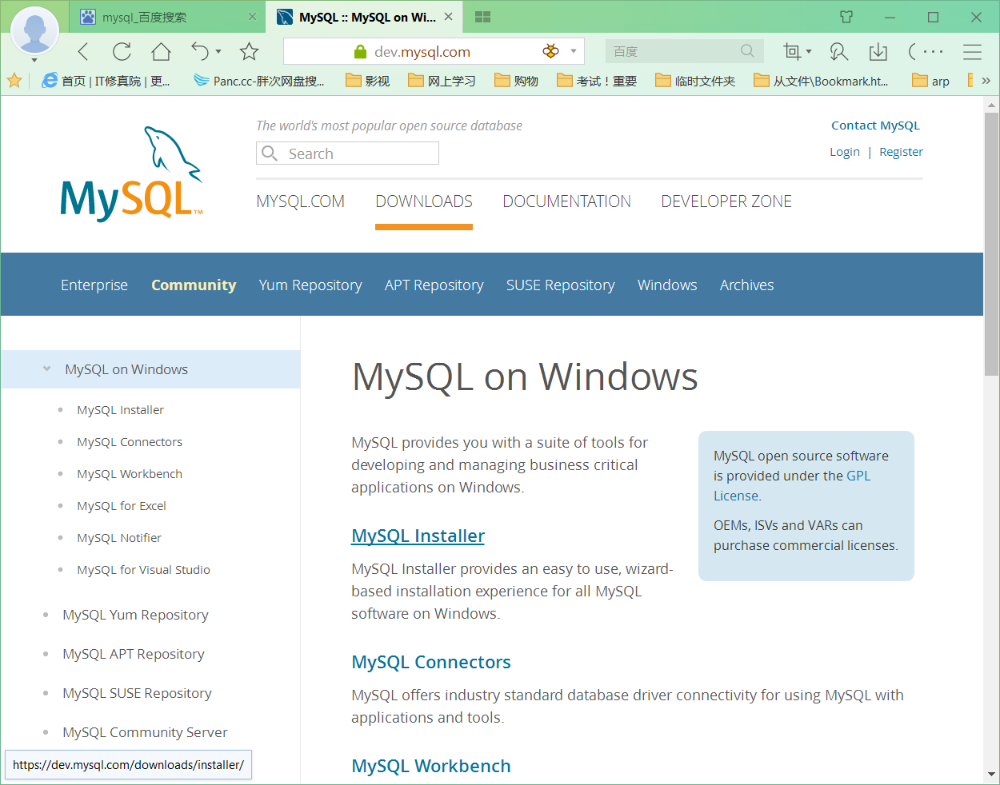 mysql_百度搜索
MySQL :: MySQL on Wi...
dev.mysql.com
百度
首页 | IT修真院 | 更...
Panc.cc-胖次网盘搜...
影视
网上学习
购物
考试！重要
临时文件夹
从文件\Bookmark.ht...
arp
MySQL™
The world's most popular open source database
Search
Contact MySQL
Login | Register
MYSQL.COM
DOWNLOADS
DOCUMENTATION
DEVELOPER ZONE
Enterprise
Community
Yum Repository
APT Repository
SUSE Repository
Windows
Archives
MySQL on Windows
MySQL Installer
MySQL Connectors
MySQL Workbench
MySQL for Excel
MySQL Notifier
MySQL for Visual Studio
MySQL Yum Repository
MySQL APT Repository
MySQL SUSE Repository
MySQL Community Server
https://dev.mysql.com/downloads/installer/
MySQL on Windows
MySQL provides you with a suite of tools for
developing and managing business critical
applications on Windows.
MySQL open source software
is provided under the GPL
License.
OEMs, ISVs and VARs can
purchase commercial licenses.
MySQL Installer
MySQL Installer provides an easy to use, wizard-
based installation experience for all MySQL
software on Windows.
MySQL Connectors
MySQL offers industry standard database driver connectivity for using MySQL with
applications and tools.
MySQL Workbench